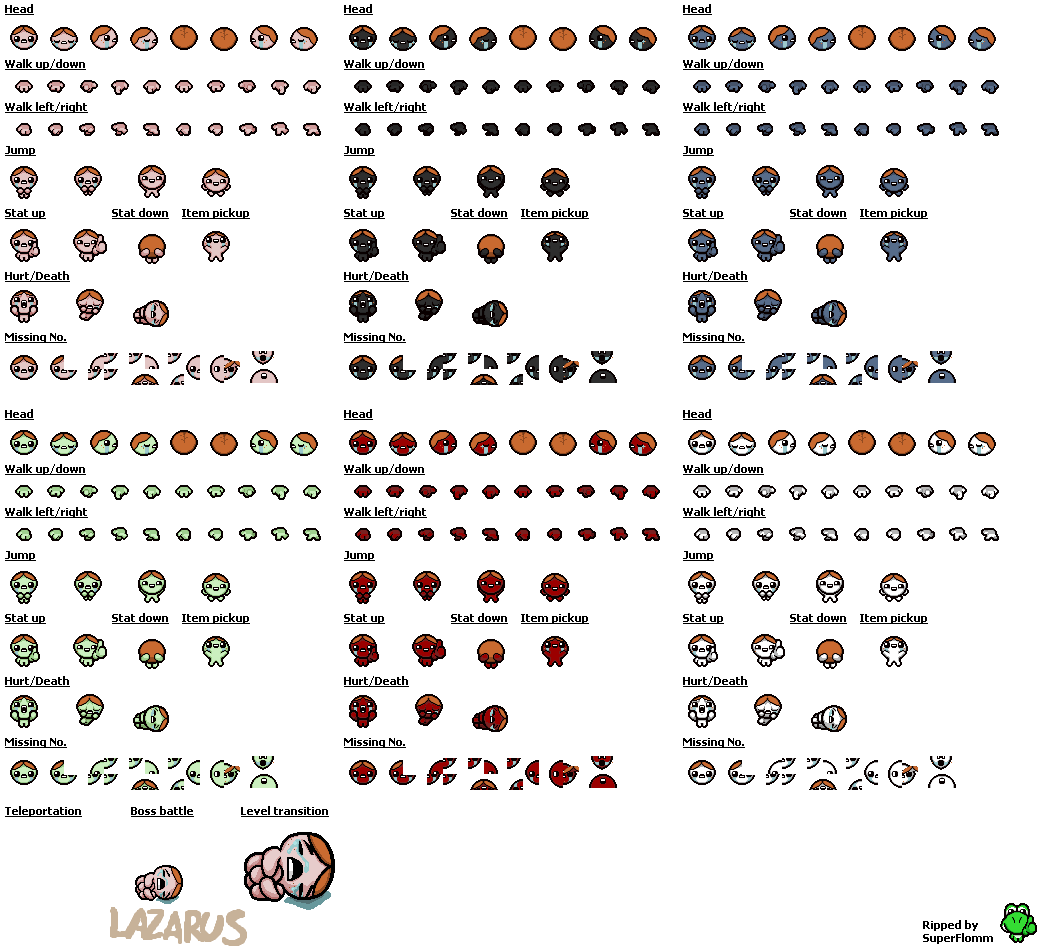 Head Head Head
Walk up/down Walk up/down Walk up/down
Walk left/right Walk left/right Walk left/right
Jump Jump Jump
Stat up Stat down Item pickup Stat up Stat down Item pickup Stat up Stat down Item pickup
Hurt/Death Hurt/Death Hurt/Death
Missing No. Missing No. Missing No.
Head Head Head
Walk up/down Walk up/down Walk up/down
Walk left/right Walk left/right Walk left/right
Jump Jump Jump
Stat up Stat down Item pickup Stat up Stat down Item pickup Stat up Stat down Item pickup
Hurt/Death Hurt/Death Hurt/Death
Missing No. Missing No. Missing No.
Teleportation Boss battle Level transition
LAZARUS
Ripped by
SuperFlomm